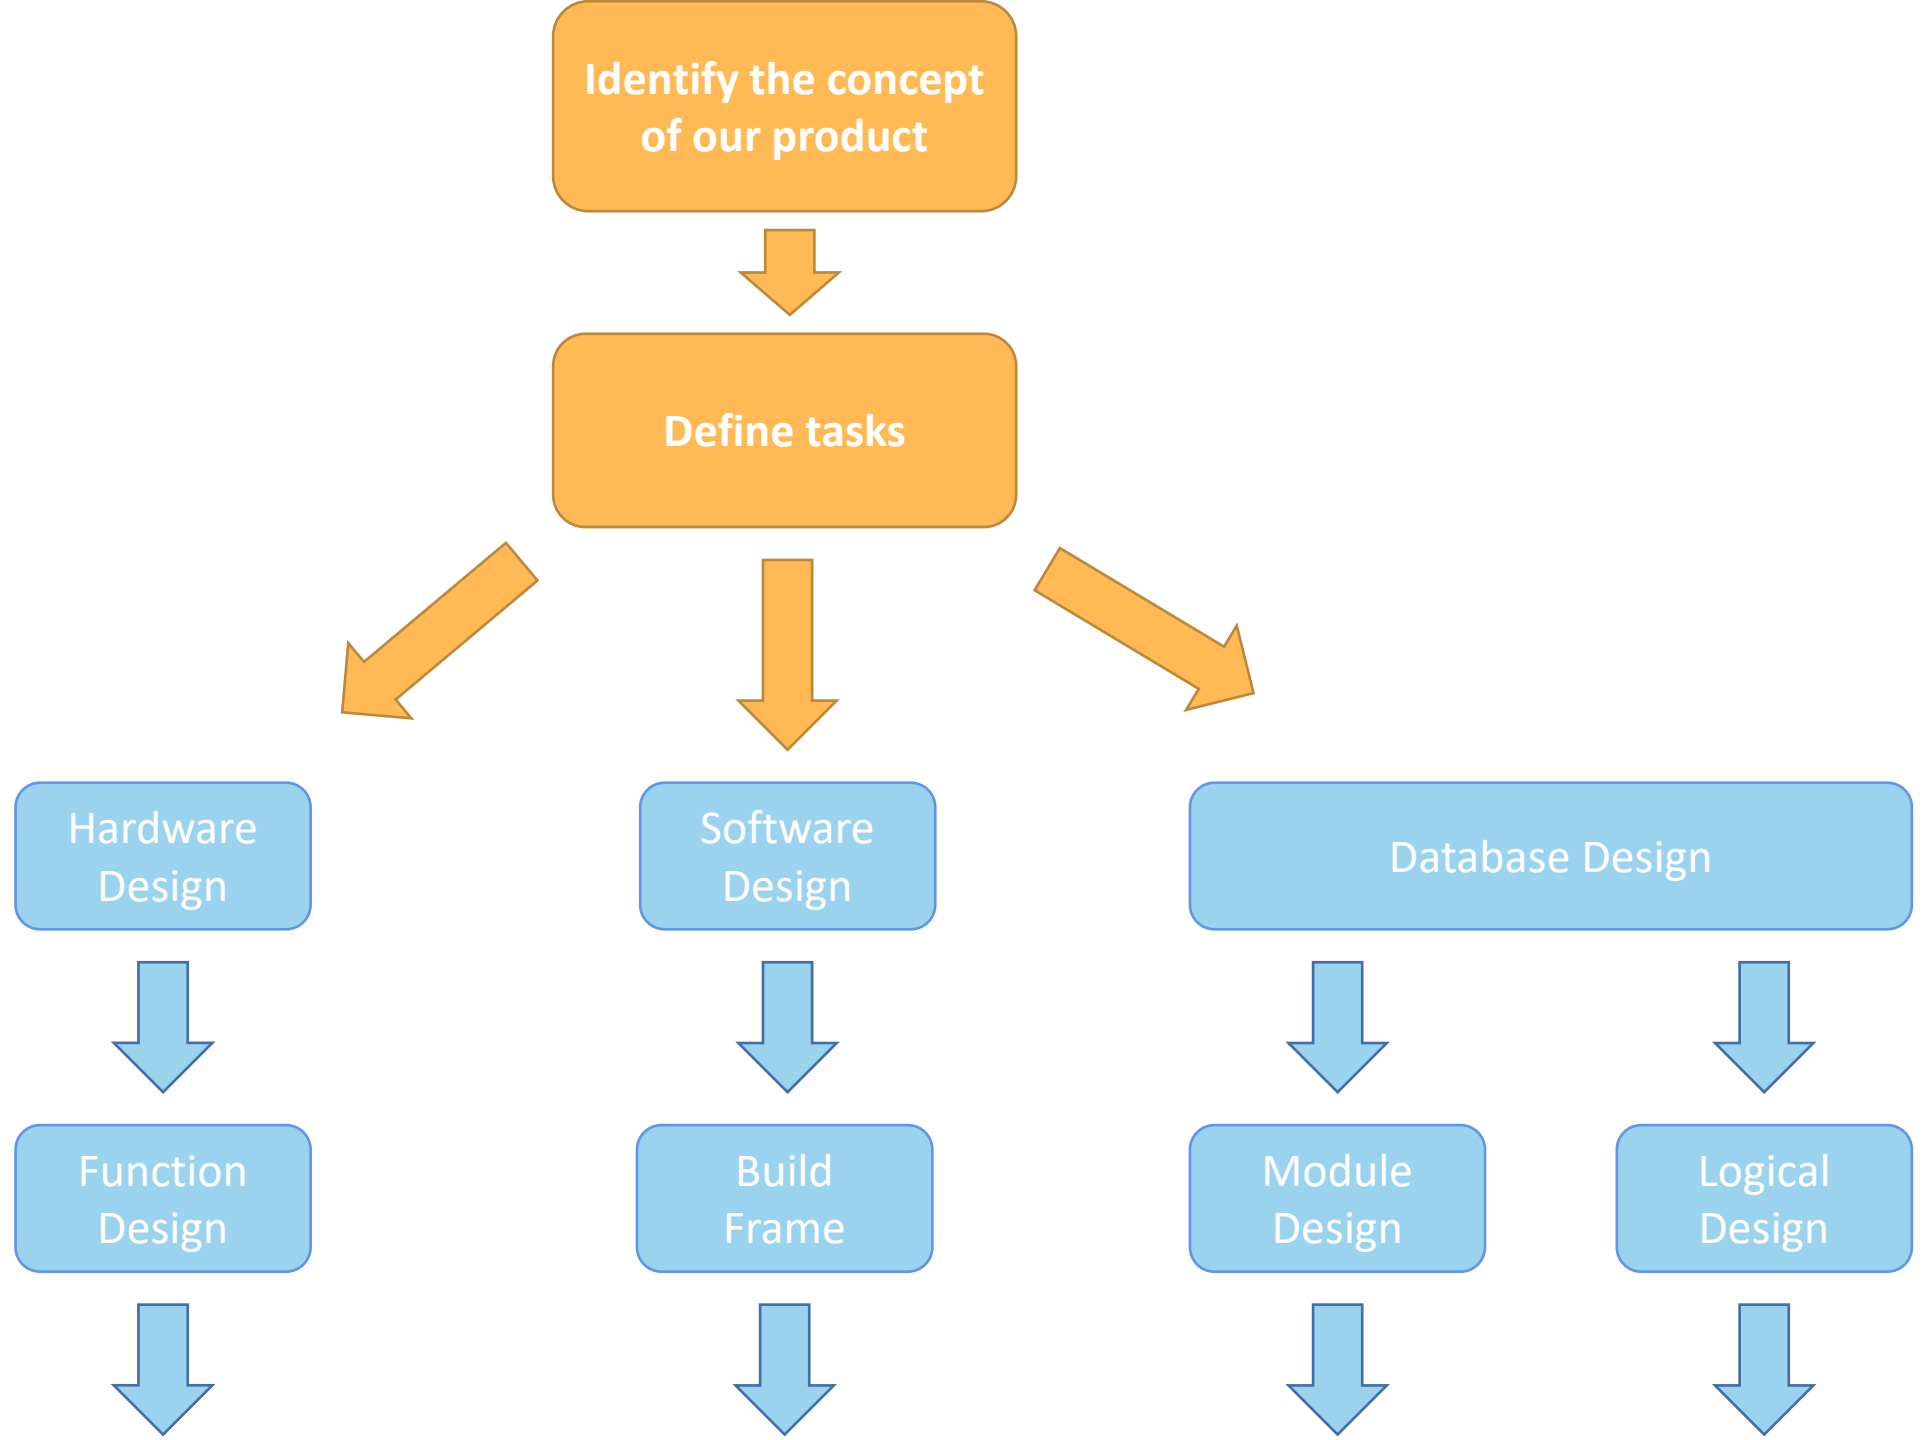 Identify the concept
of our product
Define tasks
Hardware
Design
Software
Design
Database Design
Function
Design
Build
Frame
Module
Design
Logical
Design